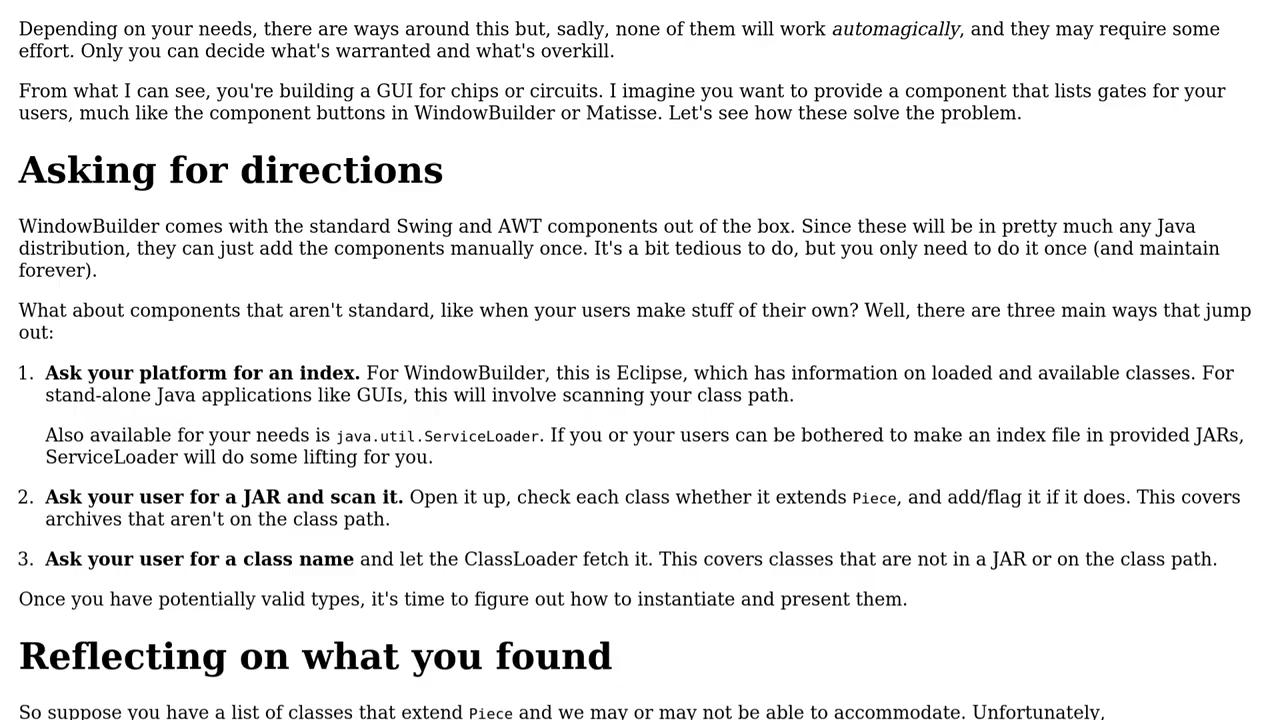 Depending on your needs, there are ways around this but, sadly, none of them will work automagically, and they may require some
effort. Only you can decide what's warranted and what's overkill.
From what I can see, you're building a GUI for chips or circuits. I imagine you want to provide a component that lists gates for your
users, much like the component buttons in WindowBuilder or Matisse. Let's see how these solve the problem.
Asking for directions
WindowBuilder comes with the standard Swing and AWT components out of the box. Since these will be in pretty much any Java
distribution, they can just add the components manually once. It's a bit tedious to do, but you only need to do it once (and maintain
forever).
What about components that aren't standard, like when your users make stuff of their own? Well, there are three main ways that jump
out:
1. Ask your platform for an index. For WindowBuilder, this is Eclipse, which has information on loaded and available classes. For
stand-alone Java applications like GUIs, this will involve scanning your class path.
Also available for your needs is java.util.ServiceLoader. If you or your users can be bothered to make an index file in provided JARs,
ServiceLoader will do some lifting for you.
2. Ask your user for a JAR and scan it. Open it up, check each class whether it extends Piece, and add/flag it if it does. This covers
archives that aren't on the class path.
3. Ask your user for a class name and let the ClassLoader fetch it. This covers classes that are not in a JAR or on the class path.
Once you have potentially valid types, it's time to figure out how to instantiate and present them.
Reflecting on what you found
So suppose you have a list of classes that extend Piece and we may or may not be able to accommodate. Unfortunately,